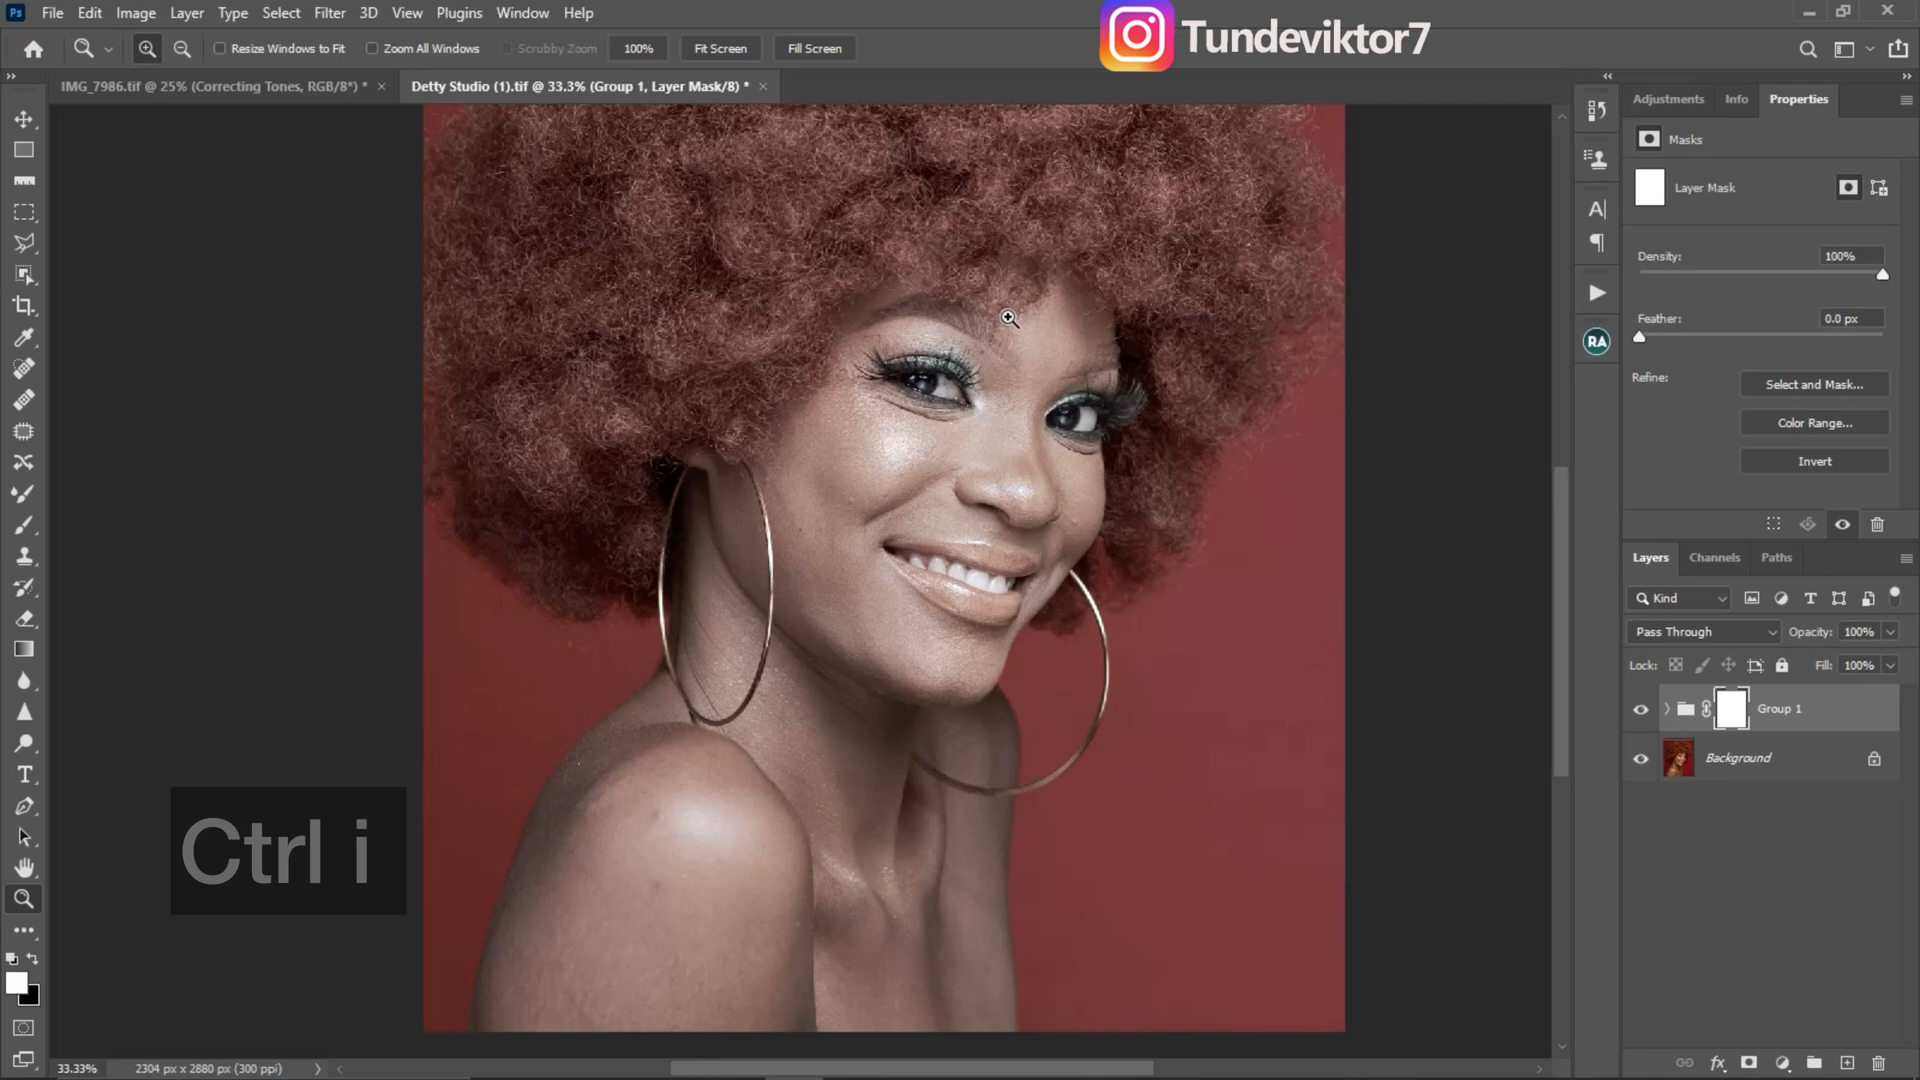 Ps File Edit Image Layer Type Select Filter 3D View Plugins Window Help
Tundeviktor7
Resize Windows to Fit Zoom All Windows Scrubby Zoom 100% Fit Screen Fill Screen
IMG_7986.tif @ 25% (Correcting Tones, RGB/8*) * × Detty Studio (1).tif @ 33.3% (Group 1, Layer Mask/8) * ×
Adjustments Info Properties
Masks
Layer Mask
Density: 100%
Feather: 0.0 px
RA
Refine: Select and Mask...
Color Range...
Invert
Layers Channels Paths
Kind
Pass Through Opacity: 100%
Lock: Fill: 100%
Group 1
Background
Ctrl i
33.33% 2304 px x 2880 px (300 ppi)